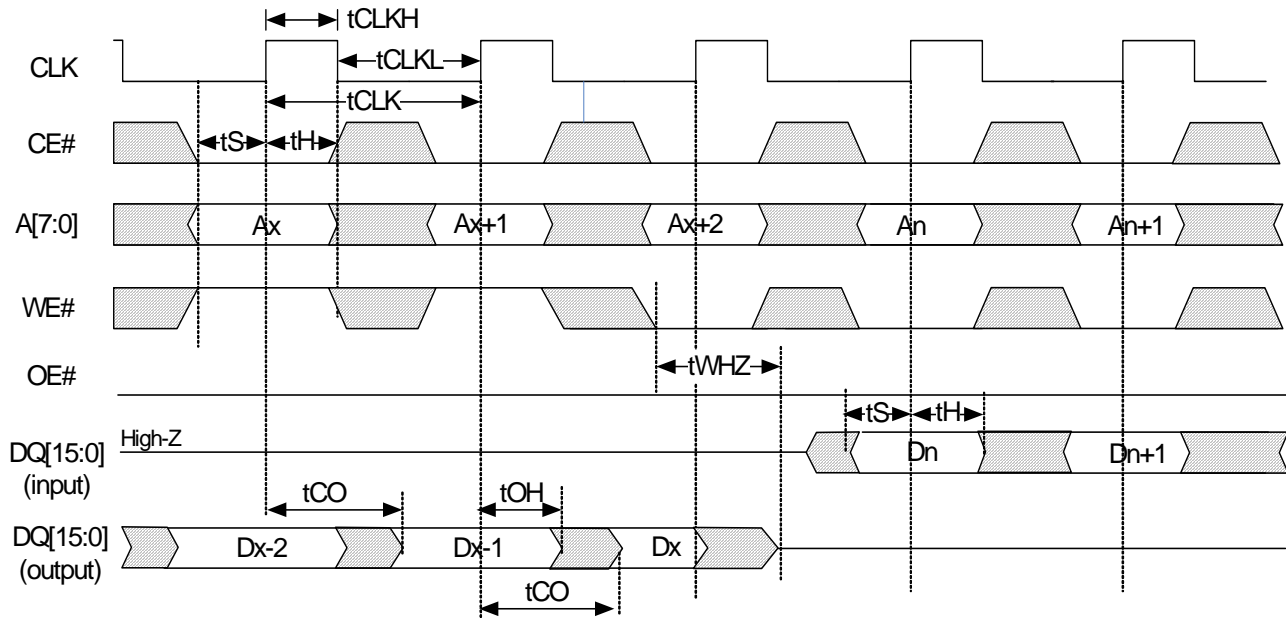 tCLKH
CLK
tCLKL
tCLK
CE#
tS
tH
A[7:0]
Ax
Ax+1
Ax+2
An
An+1
WE#
OE#
tWHZ
tS
tH
DQ[15:0]
(input)
High-Z
Dn
Dn+1
tCO
tOH
DQ[15:0]
(output)
Dx-2
Dx-1
Dx
tCO